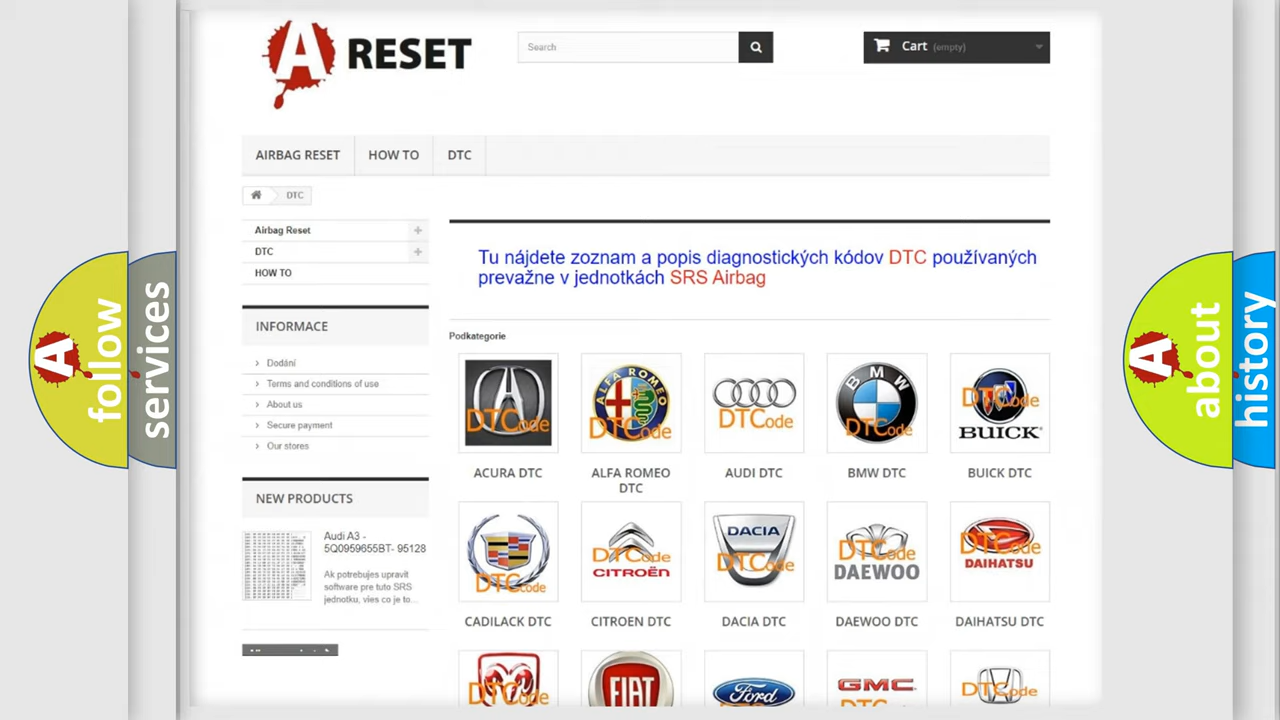 A RESET
Search
Cart (empty)
AIRBAG RESET
HOW TO
DTC
DTC
Airbag Reset
DTC
HOW TO
Tu nájdete zoznam a popis diagnostických kódov DTC používaných
prevažne v jednotkách SRS Airbag
INFORMACE
Dodání
Terms and conditions of use
About us
Secure payment
Our stores
Podkategorie
DTCode
ALFA ROMEO
DTCode
DTCode
BMW
DTCode
DTCode
BUICK
ACURA DTC
ALFA ROMEO
DTC
AUDI DTC
BMW DTC
BUICK DTC
NEW PRODUCTS
Audi A3 -
5Q0959655BT- 95128
Ak potrebujes upravit
software pre tuto SRS
jednotku, vies co je to...
DTCode
DTCode
CITROËN
DACIA
DTCode
DTCode
DAEWOO
DTCode
DAIHATSU
CADILACK DTC
CITROEN DTC
DACIA DTC
DAEWOO DTC
DAIHATSU DTC
DTCode
FIAT
Ford
GMC
DTCode
A follow
services
A about
history